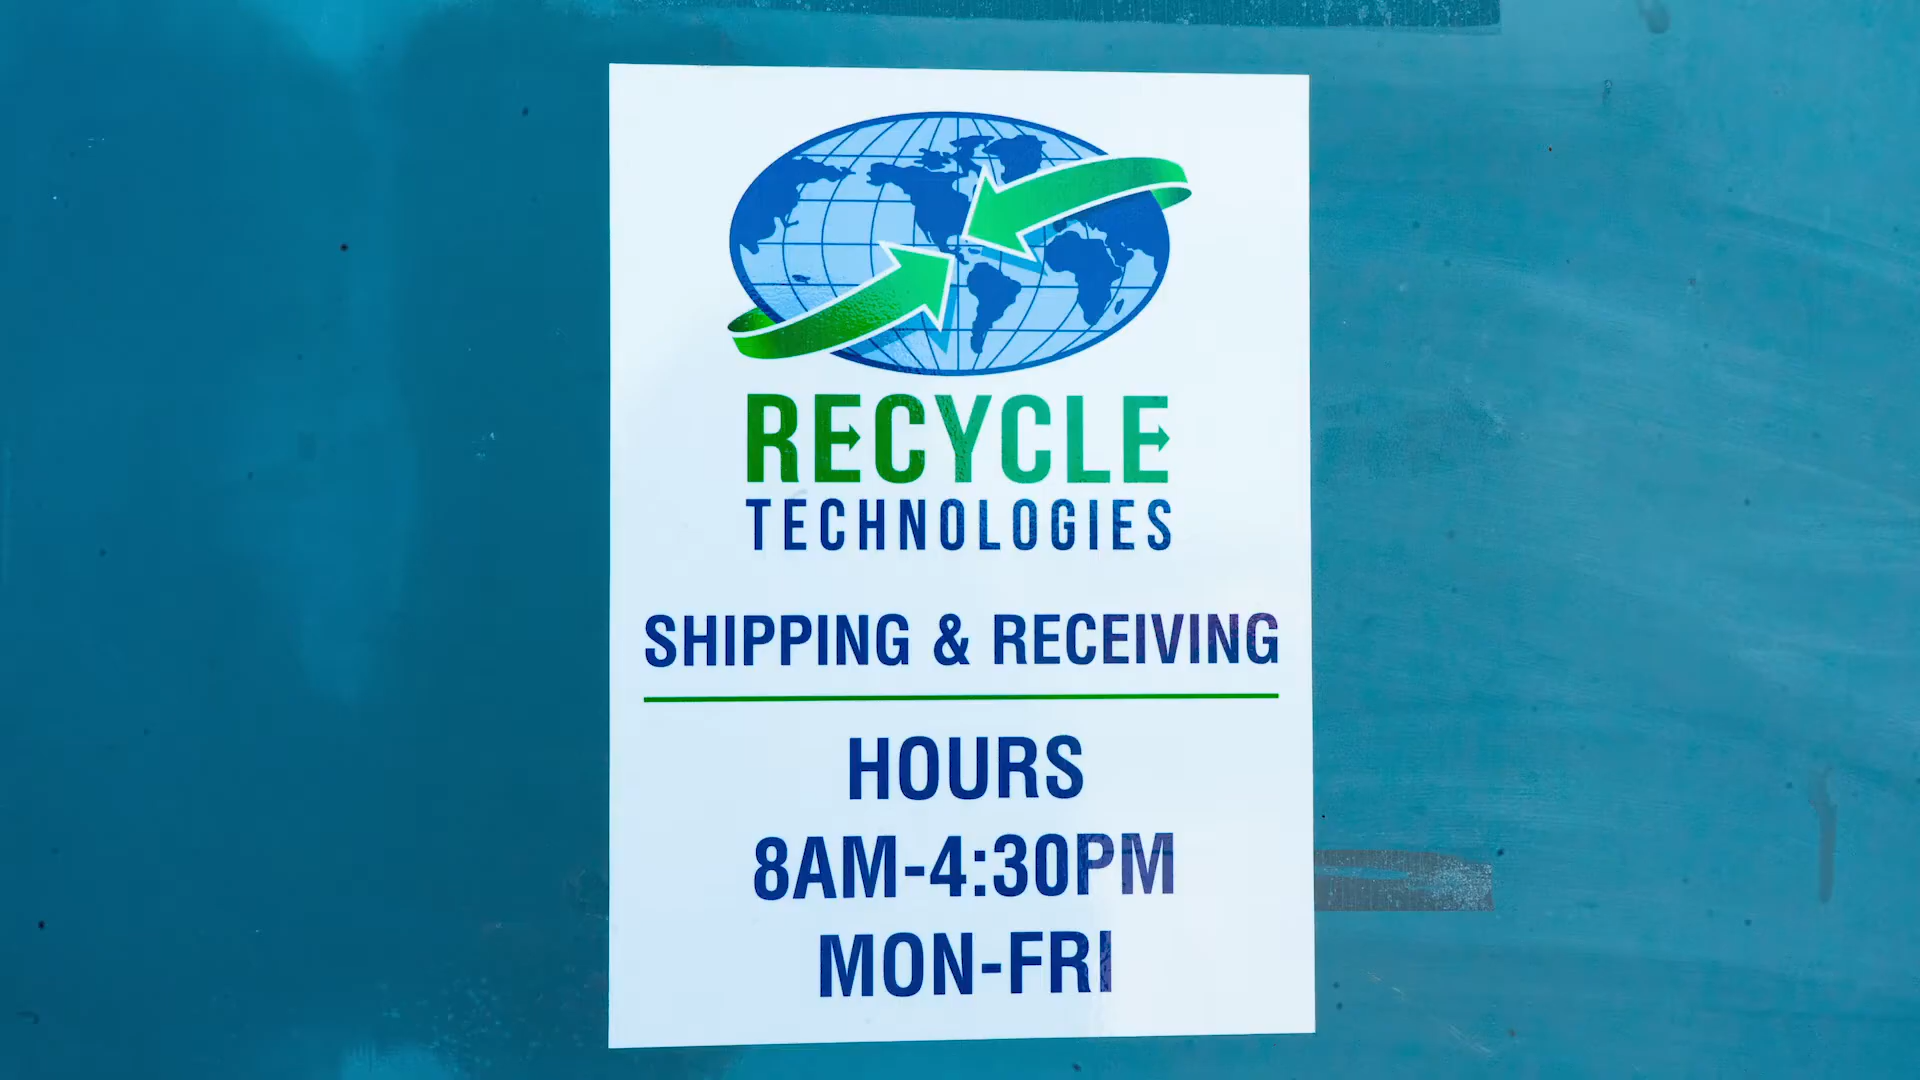 RECYCLE
TECHNOLOGIES
SHIPPING & RECEIVING
HOURS
8AM-4:30PM
MON-FRI